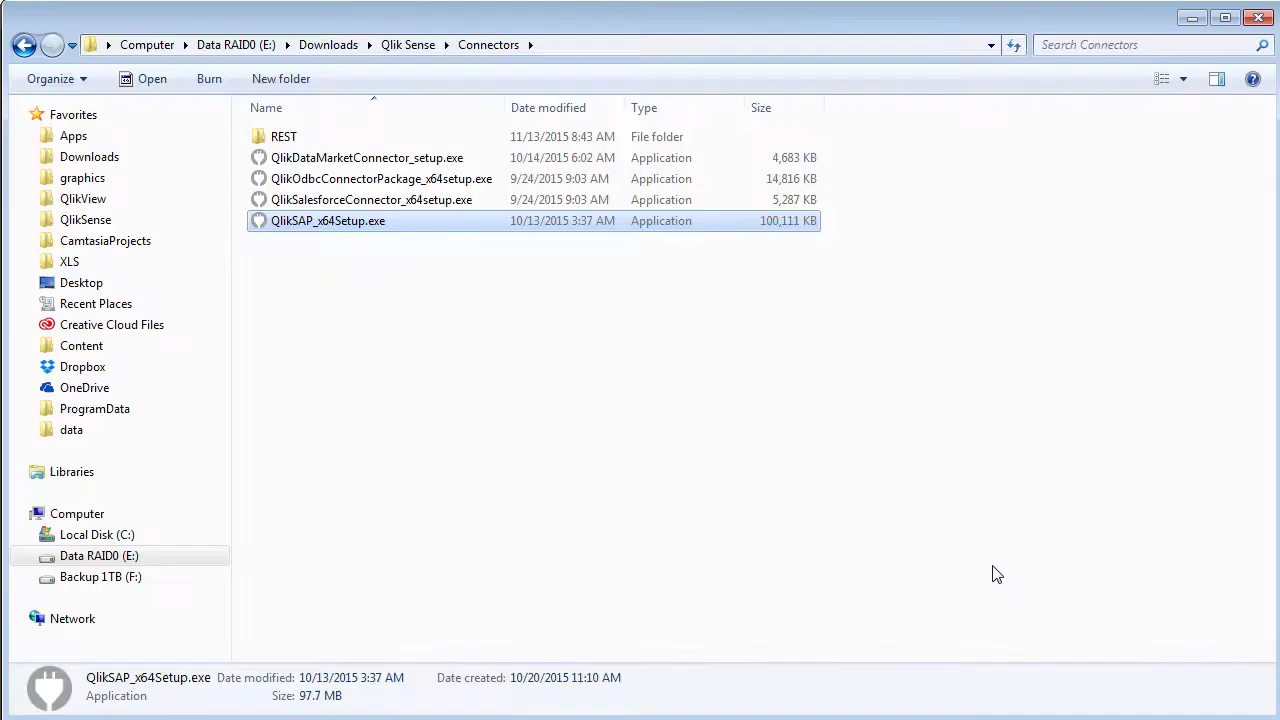 Computer Data RAID0 (E:) Downloads Qlik Sense Connectors Search Connectors
Organize Open Burn New folder
Name Date modified Type Size
REST 11/13/2015 8:43 AM File folder
QlikDataMarketConnector_setup.exe 10/14/2015 6:02 AM Application 4,683 KB
QlikOdbcConnectorPackage_x64setup.exe 9/24/2015 9:03 AM Application 14,816 KB
QlikSalesforceConnector_x64setup.exe 9/24/2015 9:03 AM Application 5,287 KB
QlikSAP_x64Setup.exe 10/13/2015 3:37 AM Application 100,111 KB
Favorites
Apps
Downloads
graphics
QlikView
QlikSense
CamtasiaProjects
XLS
Desktop
Recent Places
Creative Cloud Files
Content
Dropbox
OneDrive
ProgramData
data
Libraries
Computer
Local Disk (C:)
Data RAID0 (E:)
Backup 1TB (F:)
Network
QlikSAP_x64Setup.exe Date modified: 10/13/2015 3:37 AM Date created: 10/20/2015 11:10 AM
Application Size: 97.7 MB